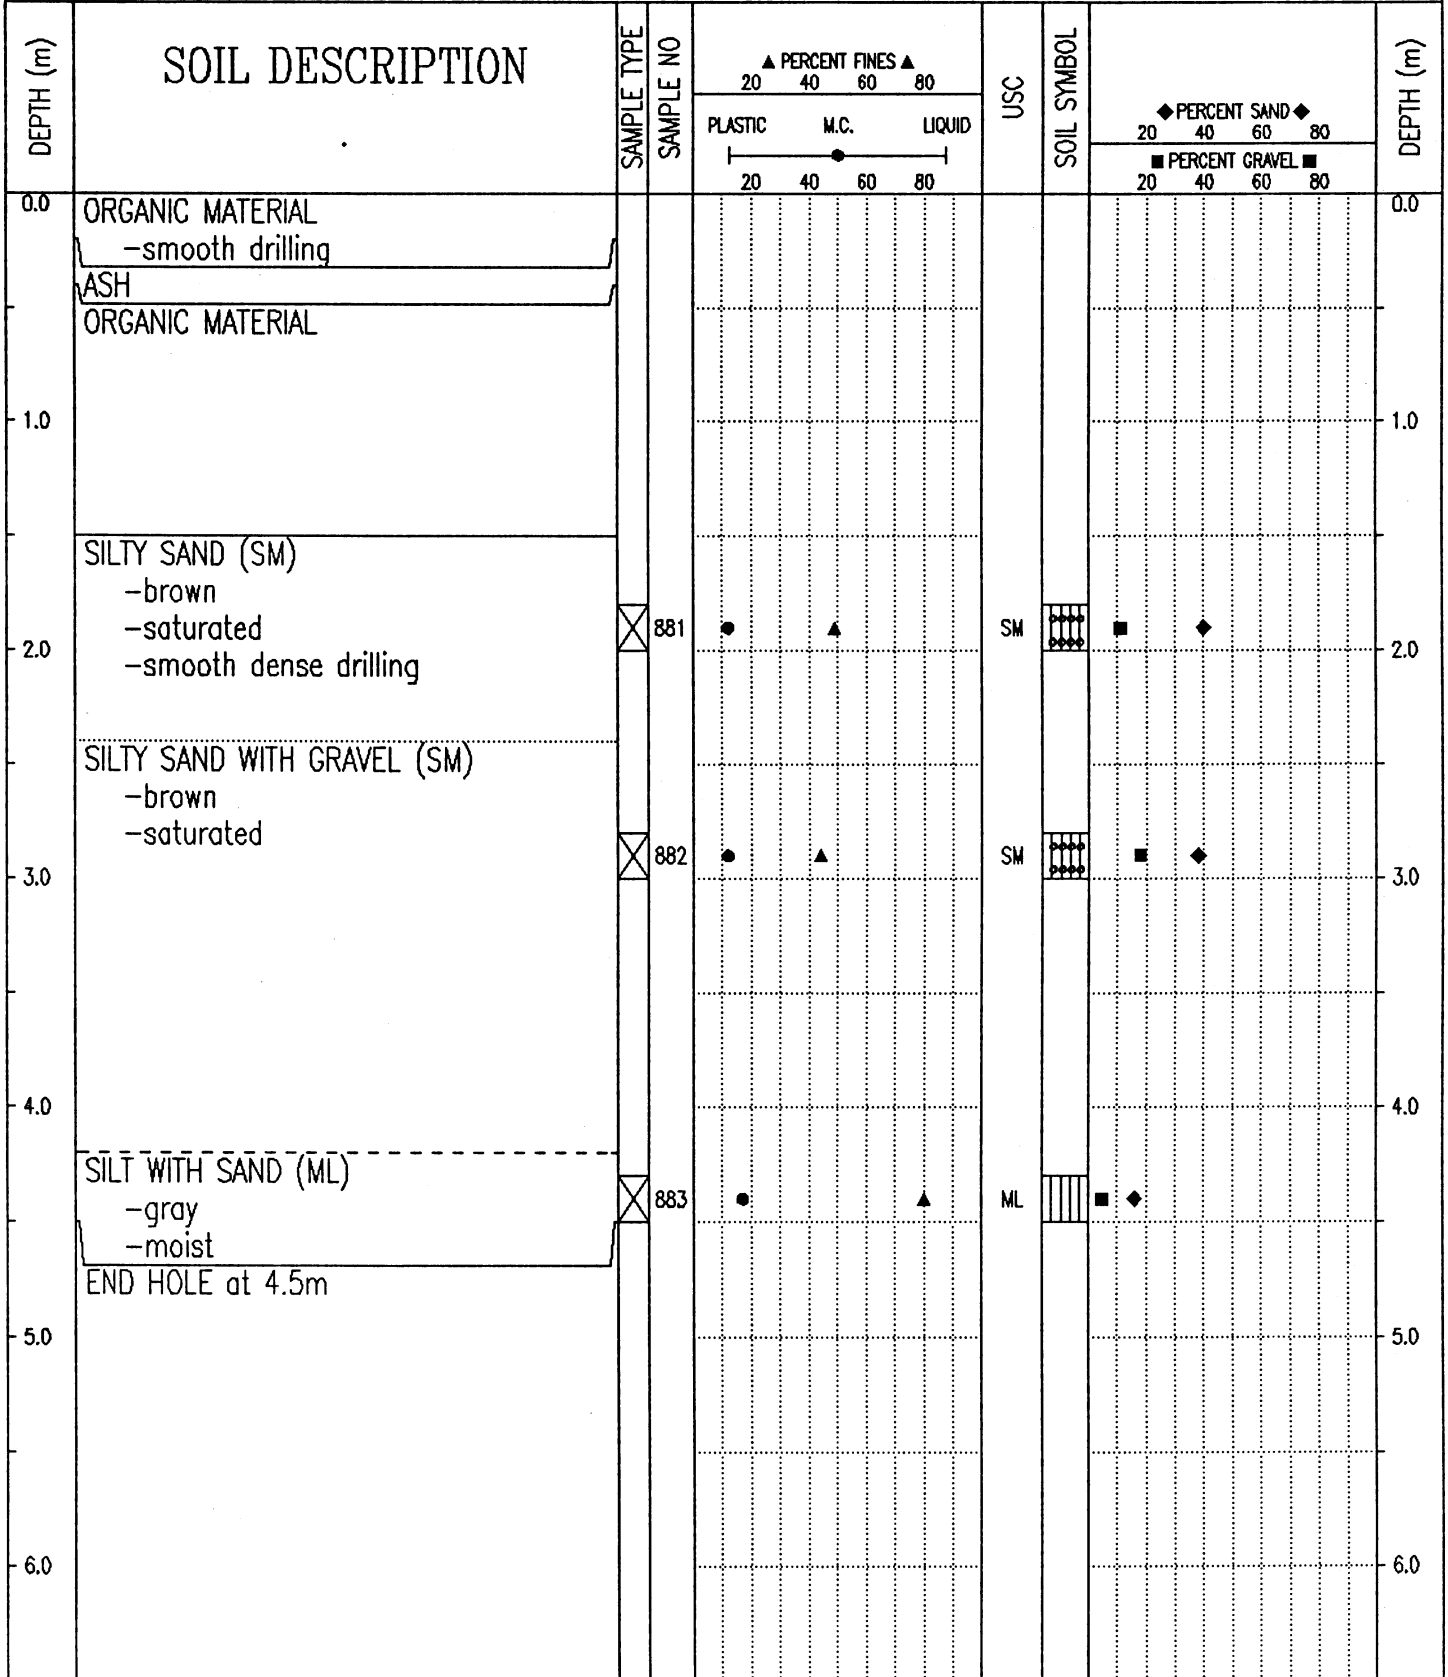 DEPTH (m)
SOIL DESCRIPTION
SAMPLE TYPE
SAMPLE NO
▲ PERCENT FINES ▲
20 40 60 80
PLASTIC M.C. LIQUID
20 40 60 80
USC
SOIL SYMBOL
◆ PERCENT SAND ◆
20 40 60 80
■ PERCENT GRAVEL ■
20 40 60 80
DEPTH (m)
0.0 0.0
ORGANIC MATERIAL
-smooth drilling
ASH
ORGANIC MATERIAL
1.0 1.0
SILTY SAND (SM)
-brown
-saturated 881 SM
2.0 2.0
-smooth dense drilling
SILTY SAND WITH GRAVEL (SM)
-brown
-saturated
882 SM
3.0 3.0
4.0 4.0
SILT WITH SAND (ML)
883 ML
-gray
-moist
END HOLE at 4.5m
5.0 5.0
6.0 6.0